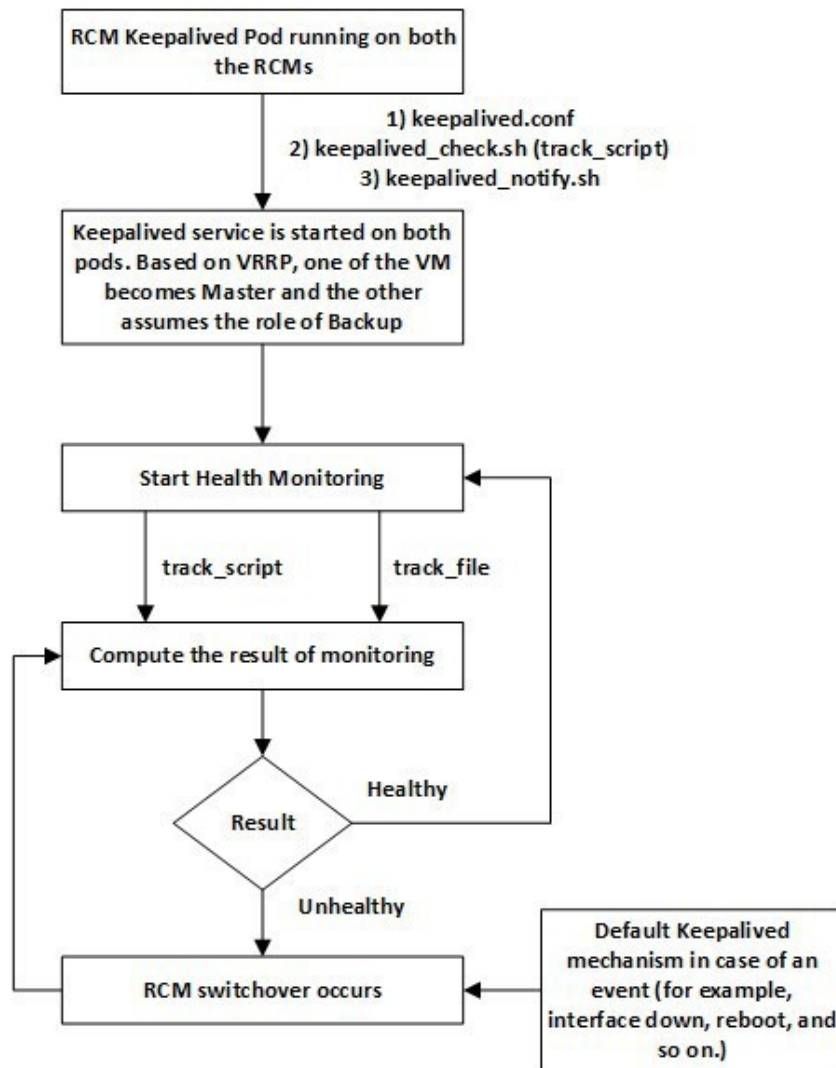 RCM Keepalived Pod running on both
the RCMs
1) keepalived.conf
2) keepalived_check.sh (track_script)
3) keepalived_notify.sh
Keepalived service is started on both
pods. Based on VRRP, one of the VM
becomes Master and the other
assumes the role of Backup
Start Health Monitoring
track_script
track_file
Compute the result of monitoring
Result
Healthy
Unhealthy
RCM switchover occurs
Default Keepalived
mechanism in case of an
event (for example,
interface down, reboot, and
so on.)